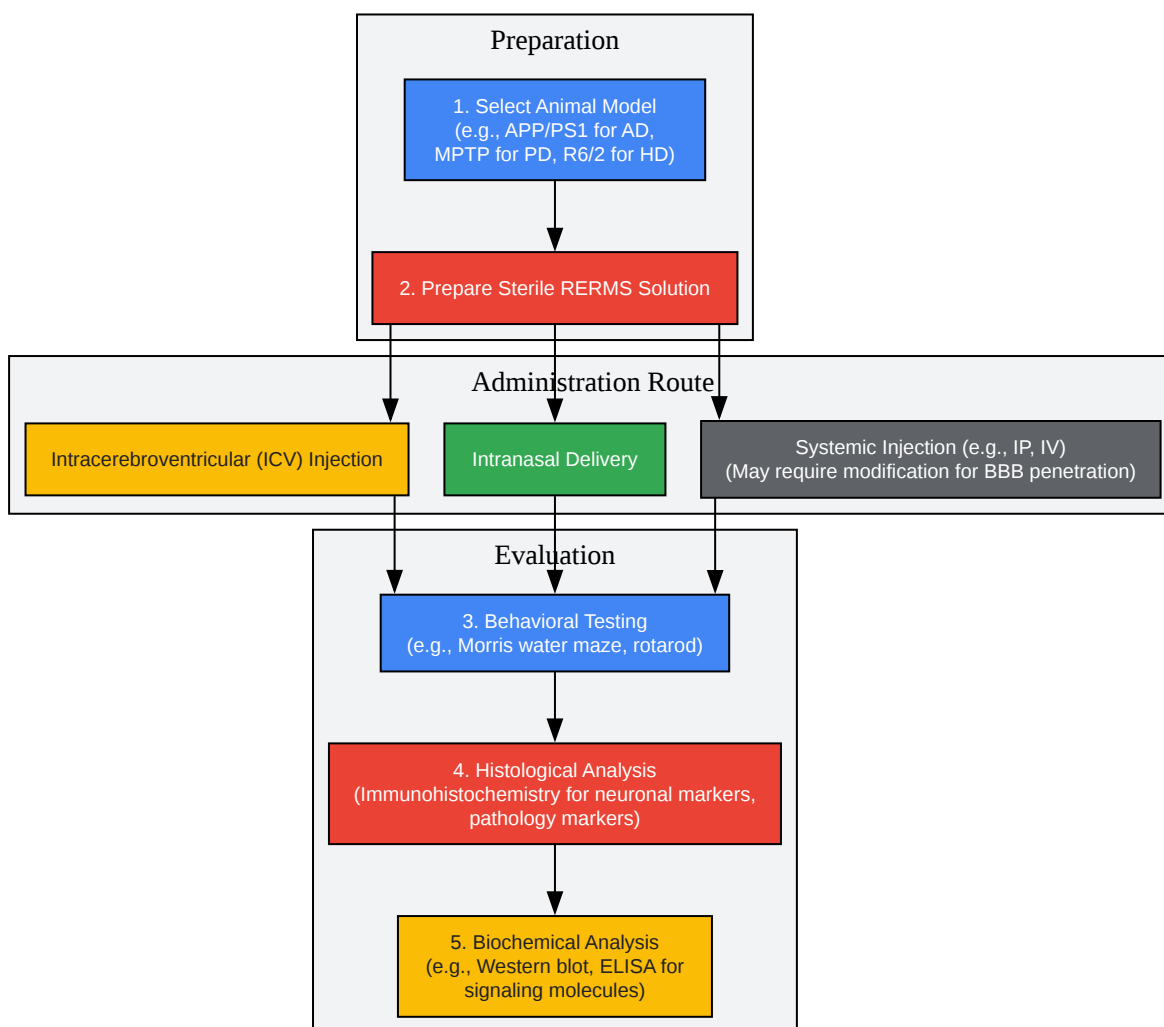 Preparation
1. Select Animal Model
(e.g., APP/PS1 for AD,
MPTP for PD, R6/2 for HD)
2. Prepare Sterile RERMS Solution
Administration Route
Intracerebroventricular (ICV) Injection
Intranasal Delivery
Systemic Injection (e.g., IP, IV)
(May require modification for BBB penetration)
Evaluation
3. Behavioral Testing
(e.g., Morris water maze, rotarod)
4. Histological Analysis
(Immunohistochemistry for neuronal markers,
pathology markers)
5. Biochemical Analysis
(e.g., Western blot, ELISA for
signaling molecules)